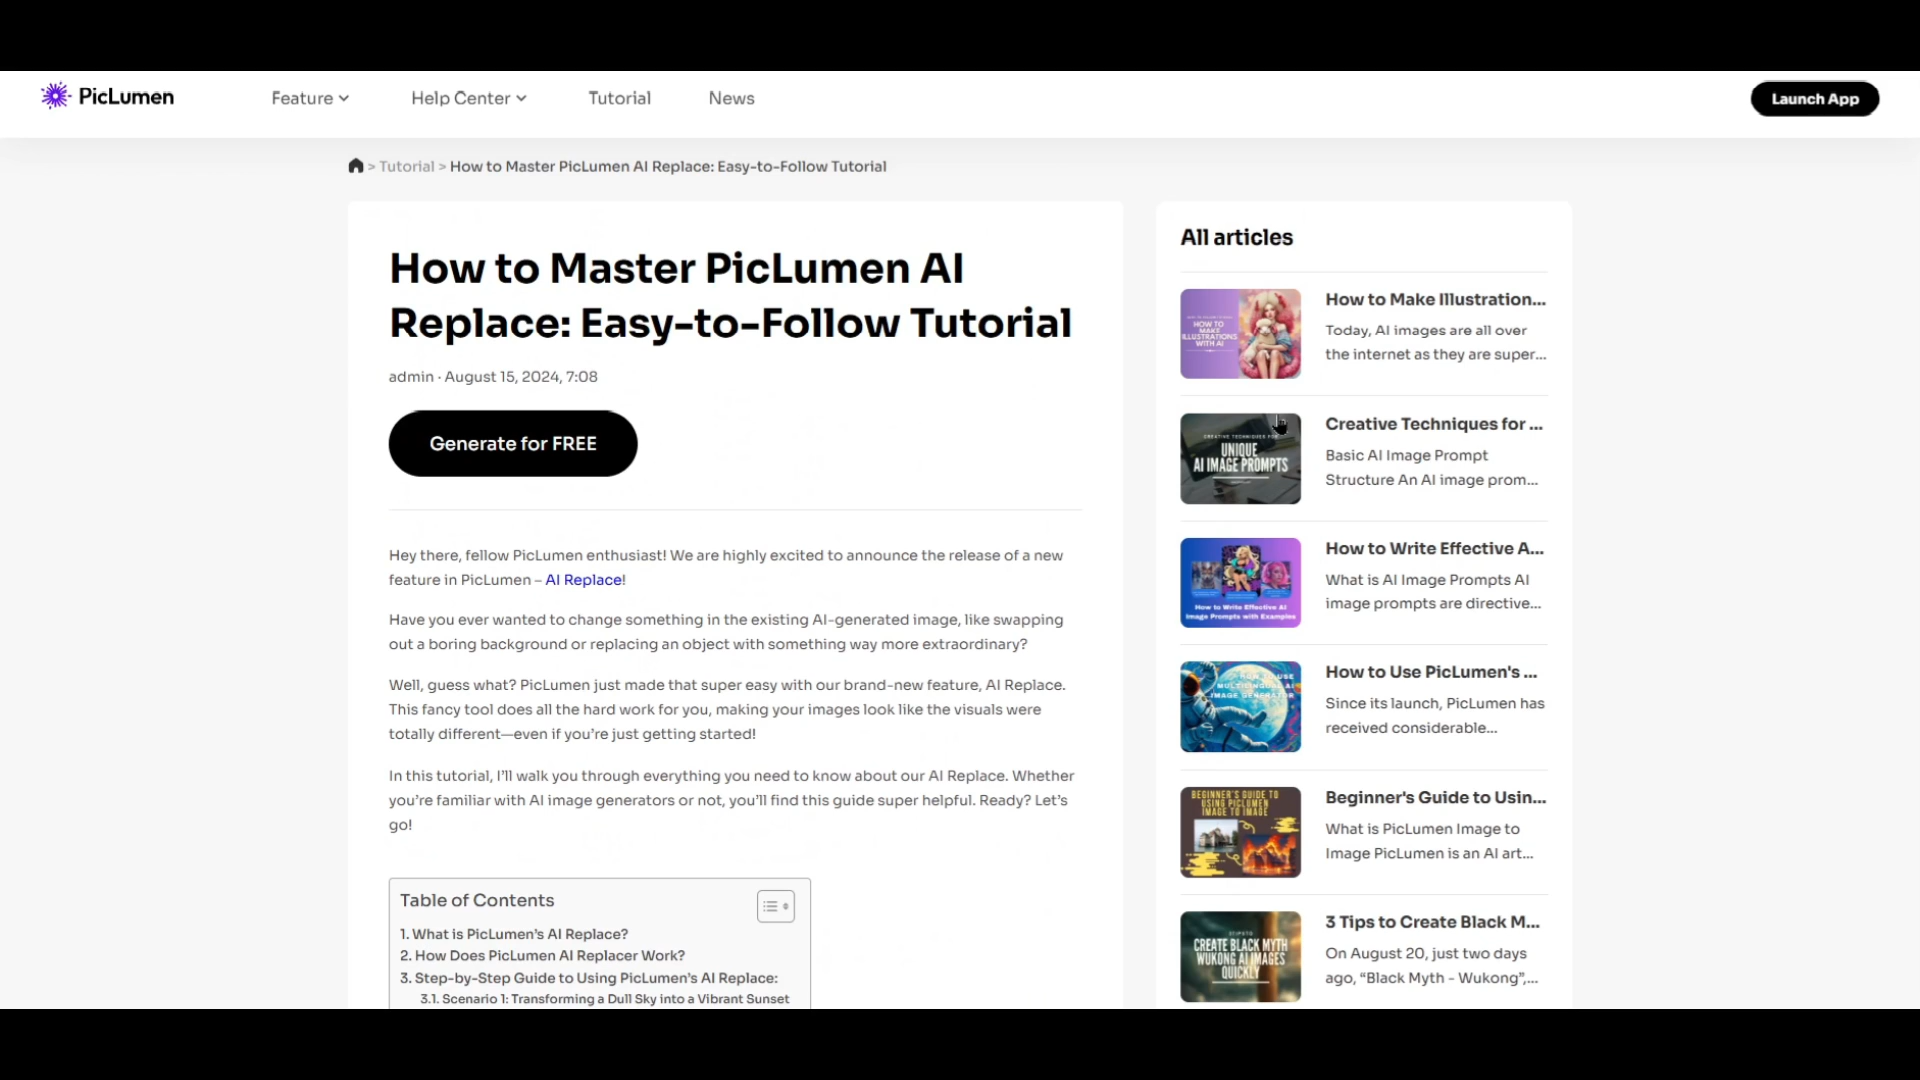 PicLumen
Feature
Help Center
Tutorial
News
Launch App
> Tutorial > How to Master PicLumen AI Replace: Easy-to-Follow Tutorial
How to Master PicLumen AI
Replace: Easy-to-Follow Tutorial
admin · August 15, 2024, 7:08
Generate for FREE
Hey there, fellow PicLumen enthusiast! We are highly excited to announce the release of a new
feature in PicLumen – AI Replace!
Have you ever wanted to change something in the existing AI-generated image, like swapping
out a boring background or replacing an object with something way more extraordinary?
Well, guess what? PicLumen just made that super easy with our brand-new feature, AI Replace.
This fancy tool does all the hard work for you, making your images look like the visuals were
totally different—even if you’re just getting started!
In this tutorial, I’ll walk you through everything you need to know about our AI Replace. Whether
you’re familiar with AI image generators or not, you’ll find this guide super helpful. Ready? Let’s
go!
Table of Contents
1. What is PicLumen’s AI Replace?
2. How Does PicLumen AI Replacer Work?
3. Step-by-Step Guide to Using PicLumen’s AI Replace:
3.1. Scenario 1: Transforming a Dull Sky into a Vibrant Sunset
All articles
HOW TO
MAKE
ILLUSTRATIONS
WITH AI
How to Make Illustration...
Today, AI images are all over
the internet as they are super...
CREATIVE TECHNIQUES FOR
UNIQUE
AI IMAGE PROMPTS
Creative Techniques for ...
Basic AI Image Prompt
Structure An AI image prom...
How to Write Effective AI
Image Prompts with Examples
How to Write Effective A...
What is AI Image Prompts AI
image prompts are directive...
HOW TO USE
MULTILINGUAL AI
IMAGE GENERATOR
How to Use PicLumen's ...
Since its launch, PicLumen has
received considerable...
BEGINNER'S GUIDE TO
USING PICLUMEN
IMAGE TO IMAGE
Beginner's Guide to Usin...
What is PicLumen Image to
Image PicLumen is an AI art...
3 TIPS TO
CREATE BLACK MYTH
WUKONG AI IMAGES
QUICKLY
3 Tips to Create Black M...
On August 20, just two days
ago, “Black Myth - Wukong”,...